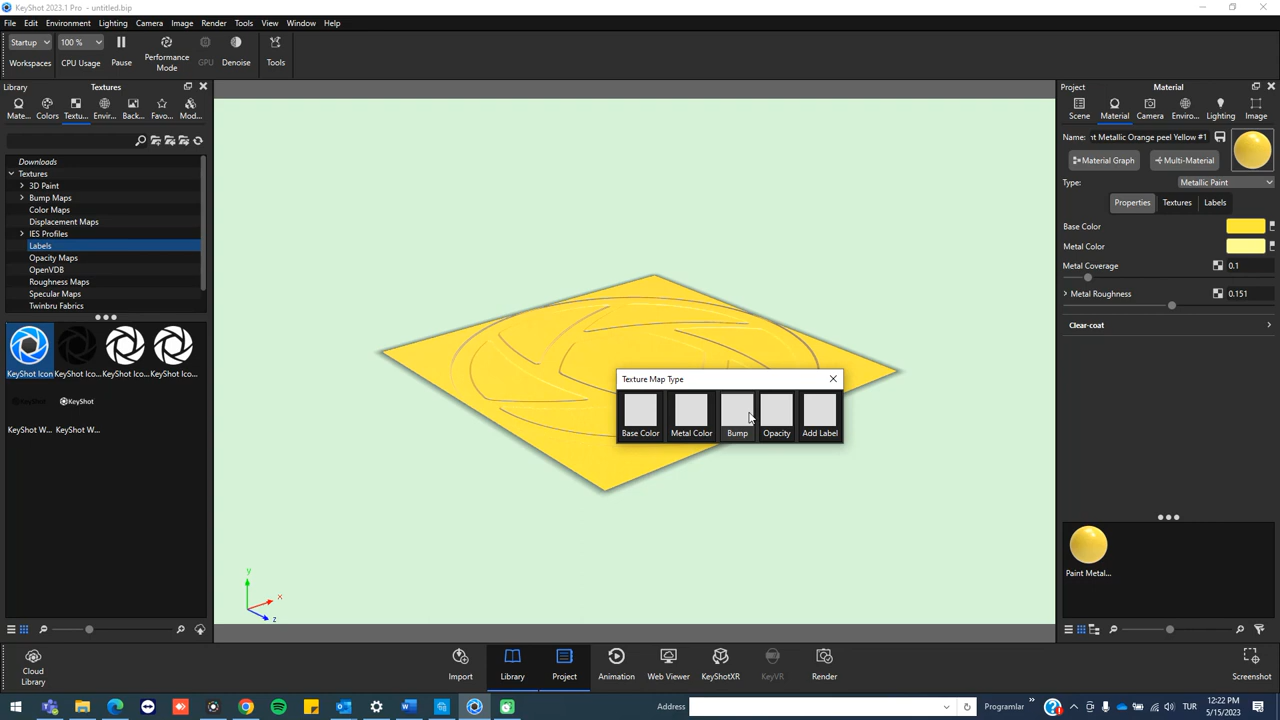 KeyShot 2023.1 Pro - untitled.bip
File Edit Environment Lighting Camera Image Render Tools View Window Help
Startup 100 %
Workspaces CPU Usage Pause Performance Mode GPU Denoise Tools
Library Textures
Mate... Colors Textu... Envir... Back... Favo... Mod...
Downloads
Textures
3D Paint
Bump Maps
Color Maps
Displacement Maps
IES Profiles
Labels
Opacity Maps
OpenVDB
Roughness Maps
Specular Maps
Twinbru Fabrics
KeyShot Icon KeyShot Ico... KeyShot Ico... KeyShot Ico...
KeyShot KeyShot
KeyShot W... KeyShot W...
Texture Map Type
Base Color Metal Color Bump Opacity Add Label
y
x
z
Project Material
Scene Material Camera Enviro... Lighting Image
Name: nt Metallic Orange peel Yellow #1
Material Graph Multi-Material
Type: Metallic Paint
Properties Textures Labels
Base Color
Metal Color
Metal Coverage 0.1
Metal Roughness 0.151
Clear-coat
Paint Metal...
Cloud Library
Import Library Project Animation Web Viewer KeyShotXR KeyVR Render Screenshot
Address Programlar TUR 12:22 PM
5/15/2023